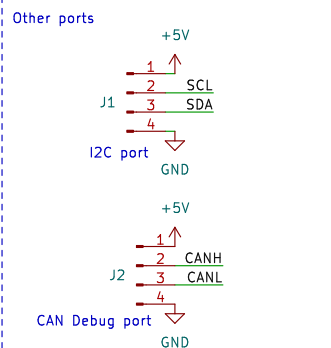 Other ports
+5V
1
2 SCL
J1
3 SDA
4
I2C port
GND
+5V
1
2 CANH
J2
3 CANL
4
CAN Debug port
GND